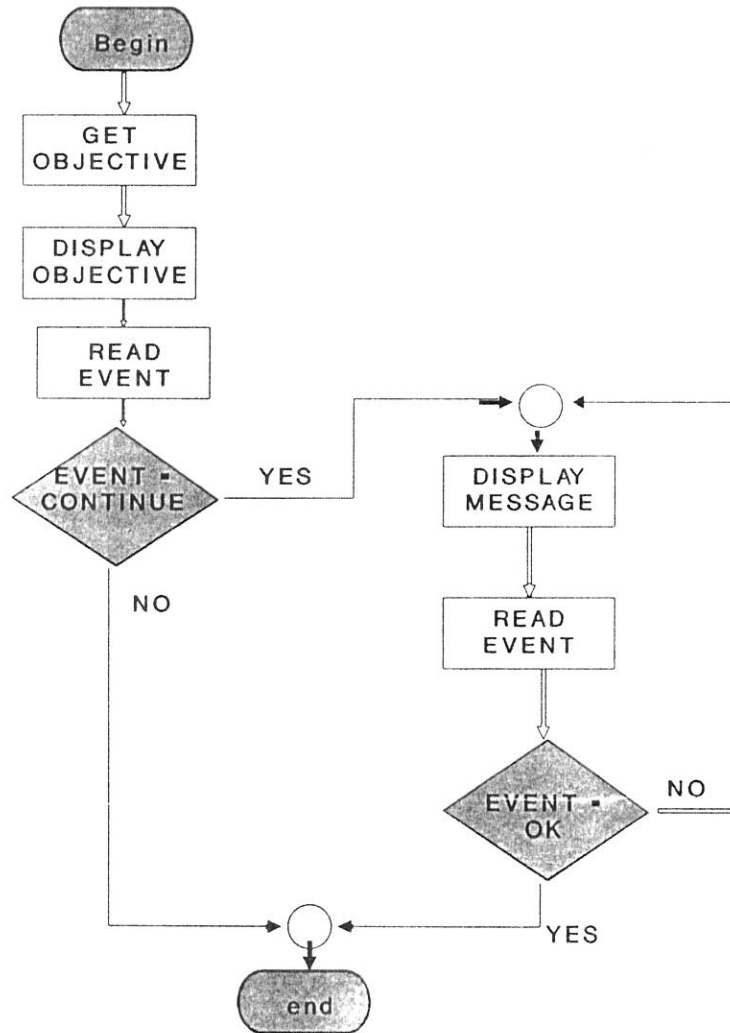 Begin
GET
OBJECTIVE
DISPLAY
OBJECTIVE
READ
EVENT
EVENT =
CONTINUE
YES
NO
DISPLAY
MESSAGE
READ
EVENT
EVENT =
OK
NO
YES
end